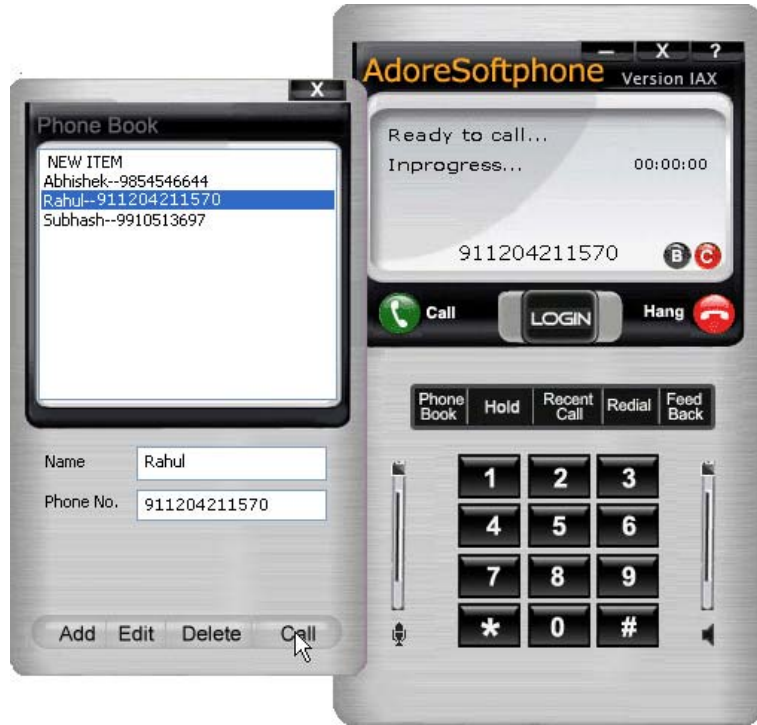 X
Phone Book
NEW ITEM
Abhishek--9854546644
Rahul--911204211570
Subhash--9910513697
Name Rahul
Phone No. 911204211570
Add Edit Delete Call
— X ?
AdoreSoftphone Version IAX
Ready to call...
Inprogress... 00:00:00
911204211570 B C
Call LOGIN Hang
Phone Book Hold Recent Call Redial Feed Back
1 2 3
4 5 6
7 8 9
* 0 #